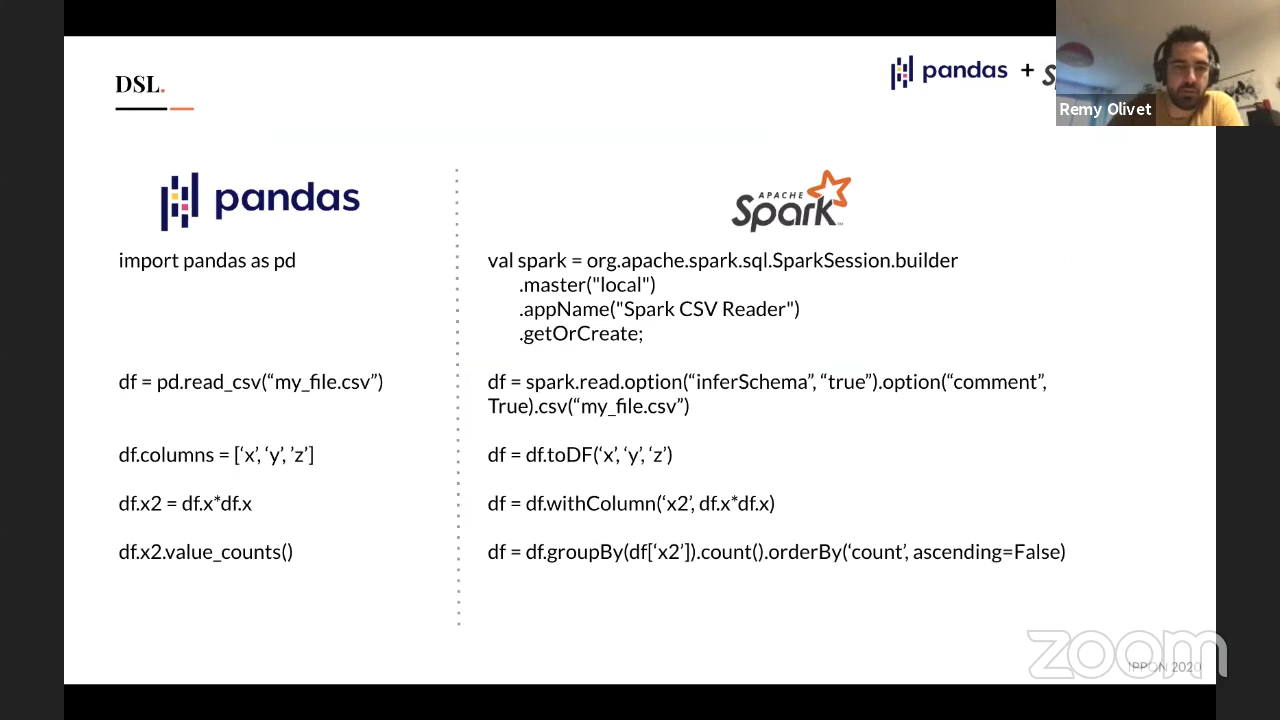 DSL.
pandas +
Remy Olivet
pandas
APACHE
Spark
import pandas as pd
val spark = org.apache.spark.sql.SparkSession.builder
.master("local")
.appName("Spark CSV Reader")
.getOrCreate;
df = pd.read_csv(“my_file.csv”)
df = spark.read.option(“inferSchema”, “true”).option(“comment”,
True).csv(“my_file.csv”)
df.columns = [‘x’, ‘y’, ’z’]
df = df.toDF(‘x’, ‘y’, ‘z’)
df.x2 = df.x*df.x
df = df.withColumn(‘x2’, df.x*df.x)
df.x2.value_counts()
df = df.groupBy(df[‘x2’]).count().orderBy(‘count’, ascending=False)
zoom
IPPON 2020